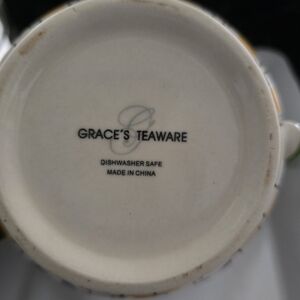 G
GRACE'S TEAWARE
DISHWASHER SAFE
MADE IN CHINA